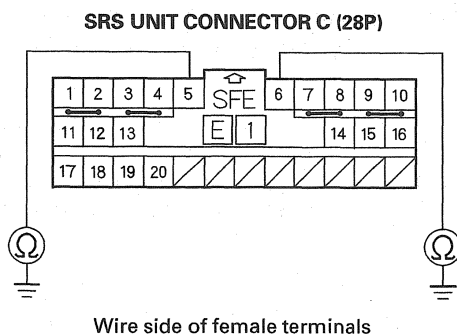 SRS UNIT CONNECTOR C (28P)
1 2 3 4 5 SFE 6 7 8 9 10
11 12 13 E 1 14 15 16
17 18 19 20
Ω Ω
Wire side of female terminals